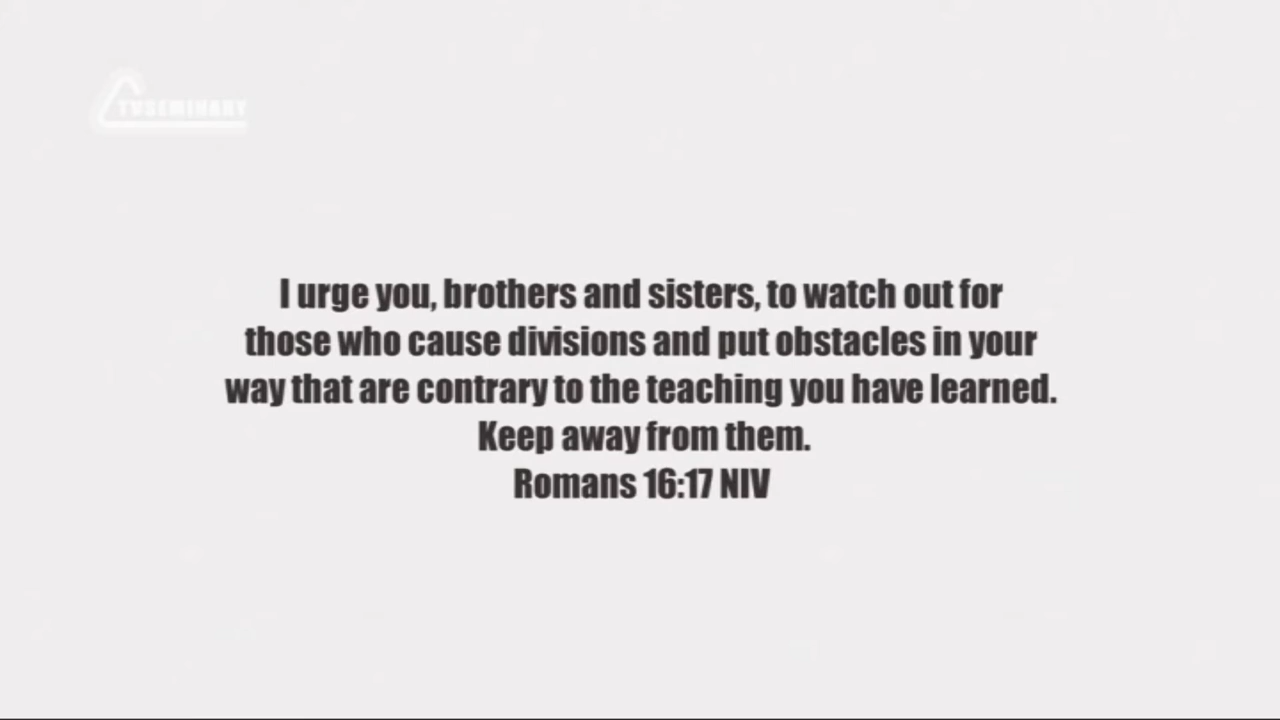 TVSEMINARY
I urge you, brothers and sisters, to watch out for
those who cause divisions and put obstacles in your
way that are contrary to the teaching you have learned.
Keep away from them.
Romans 16:17 NIV